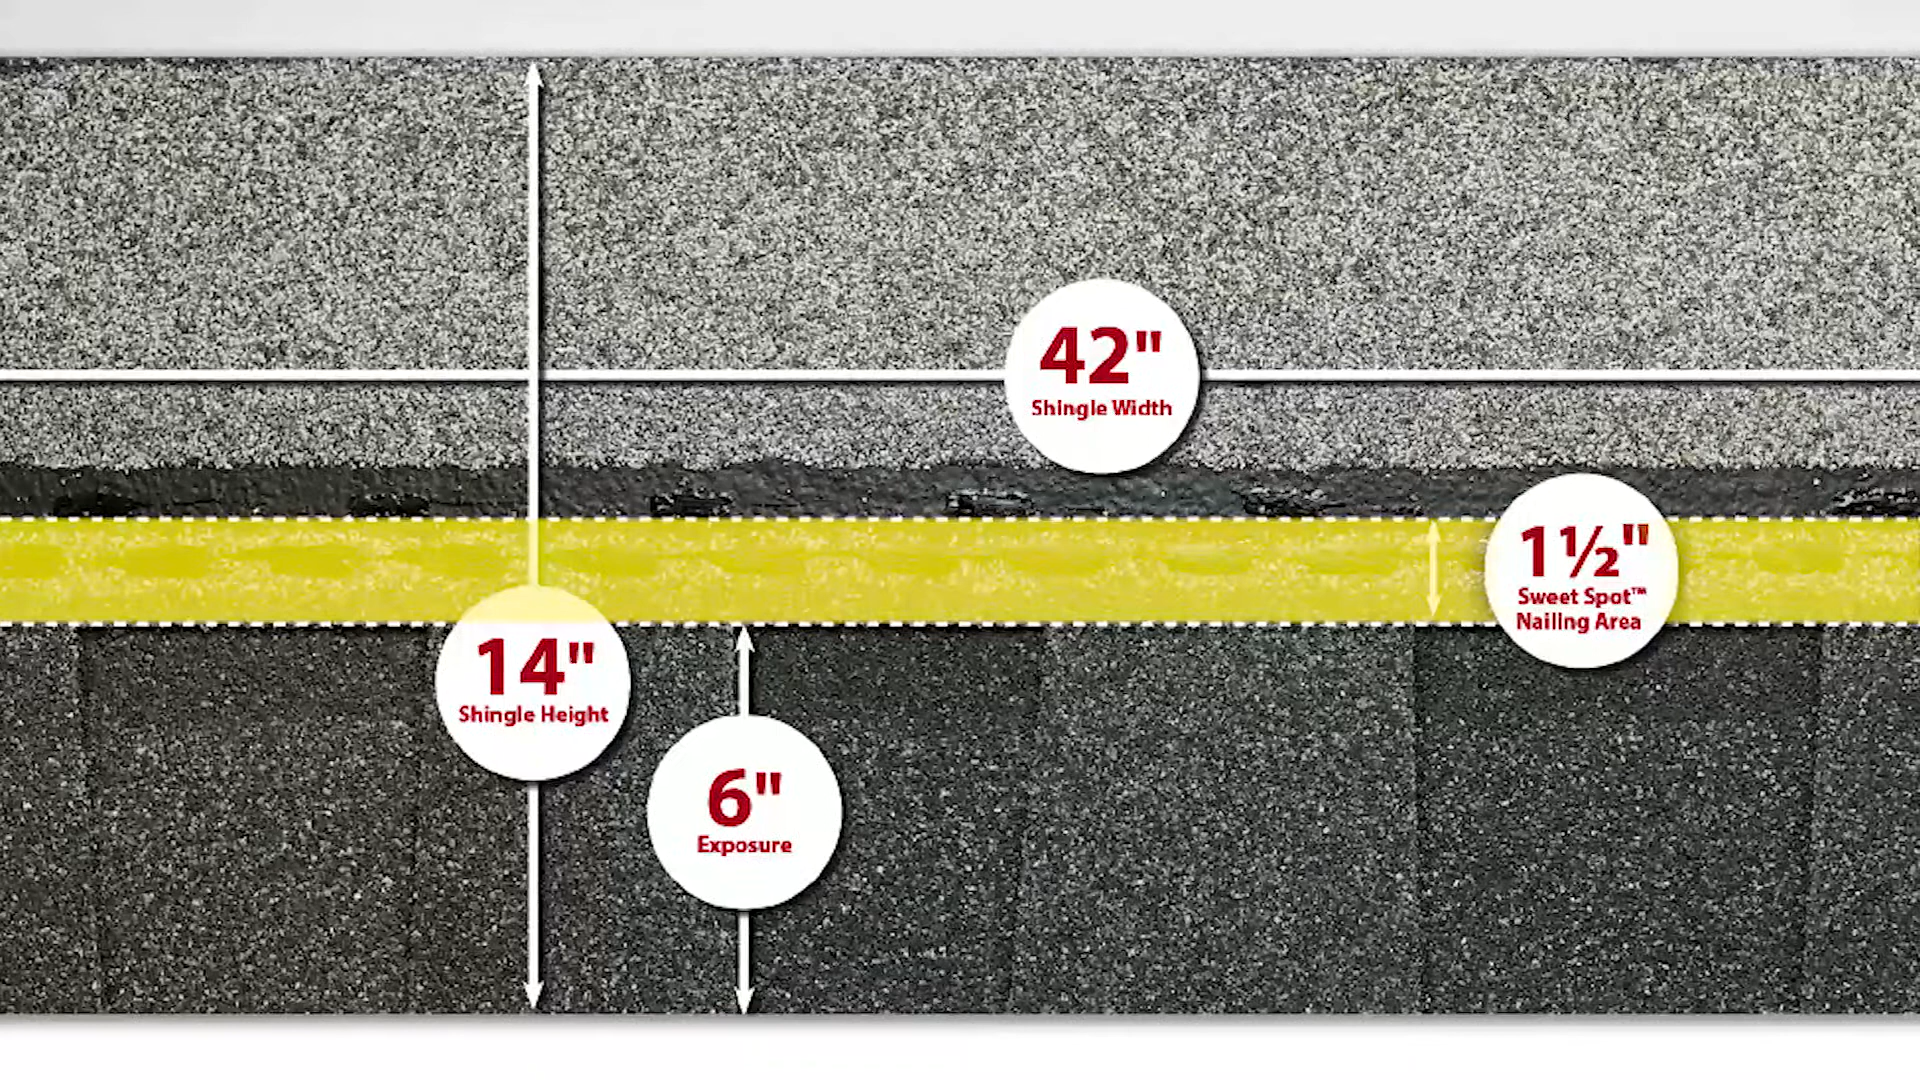 42"
Shingle Width
1½"
Sweet Spot™
Nailing Area
14"
Shingle Height
6"
Exposure